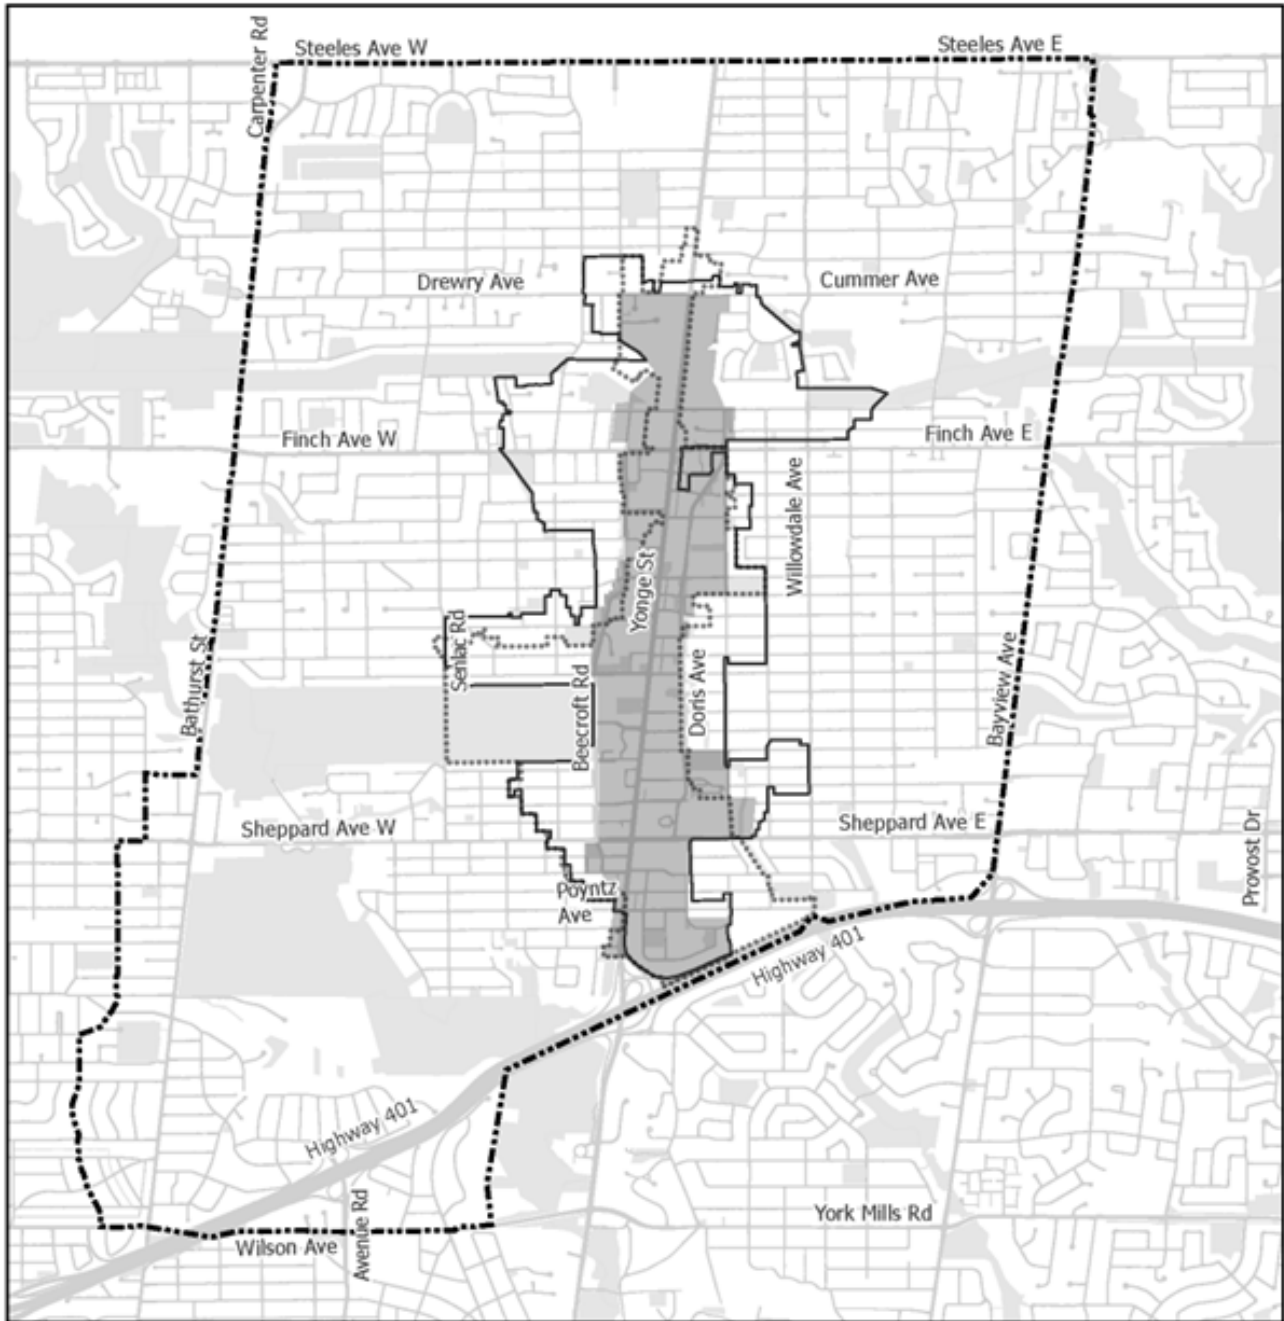 Carpenter Rd
Steeles Ave W
Steeles Ave E
Drewry Ave
Cummer Ave
Finch Ave W
Finch Ave E
Willowdale Ave
Yonge St
Senlac Rd
Bathurst St
Beecroft Rd
Doris Ave
Bayview Ave
Sheppard Ave W
Sheppard Ave E
Provost Dr
Poyntz
Ave
Highway 401
Highway 401
York Mills Rd
Avenue Rd
Wilson Ave